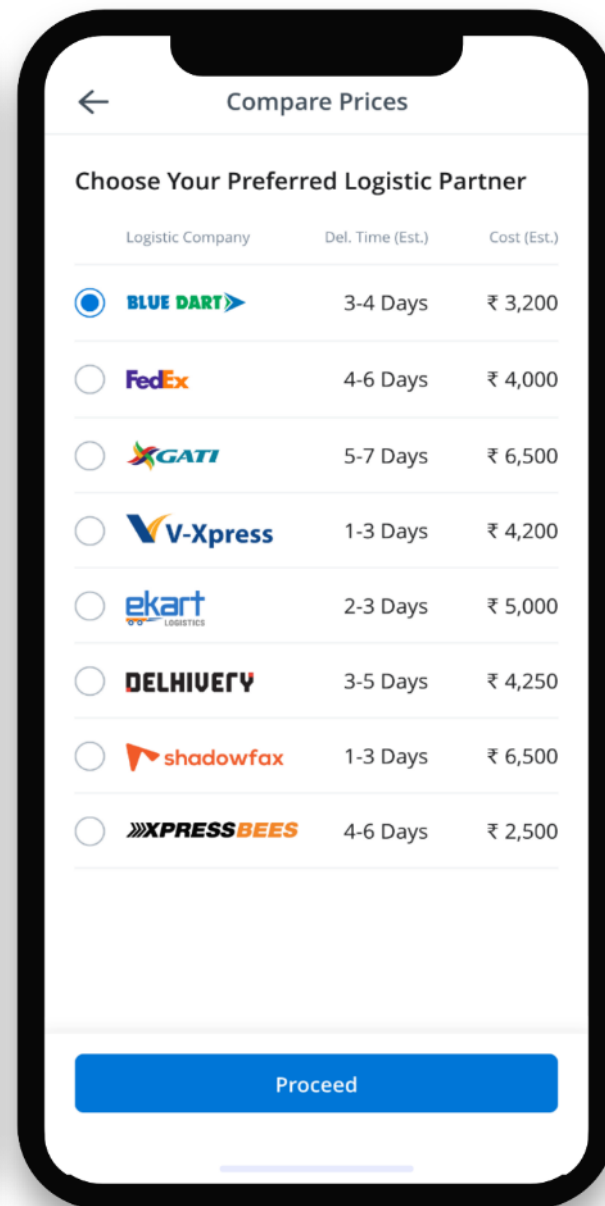 Compare Prices
Choose Your Preferred Logistic Partner
Logistic Company Del. Time (Est.) Cost (Est.)
BLUE DART 3-4 Days ₹ 3,200
FedEx 4-6 Days ₹ 4,000
GATI 5-7 Days ₹ 6,500
V-Xpress 1-3 Days ₹ 4,200
ekart LOGISTICS 2-3 Days ₹ 5,000
DELHIVERY 3-5 Days ₹ 4,250
shadowfax 1-3 Days ₹ 6,500
XPRESSBEES 4-6 Days ₹ 2,500
Proceed